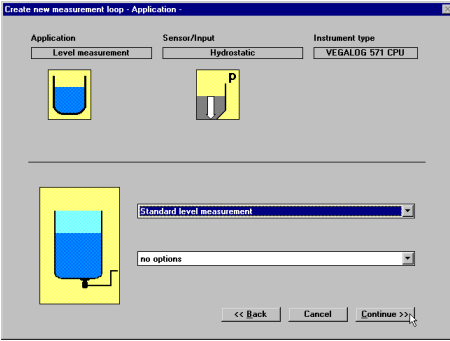 Create new measurement loop - Application -
Application Sensor/Input Instrument type
Level measurement Hydrostatic VEGALOG 571 CPU
p
Standard level measurement
no options
<< Back Cancel Continue >>